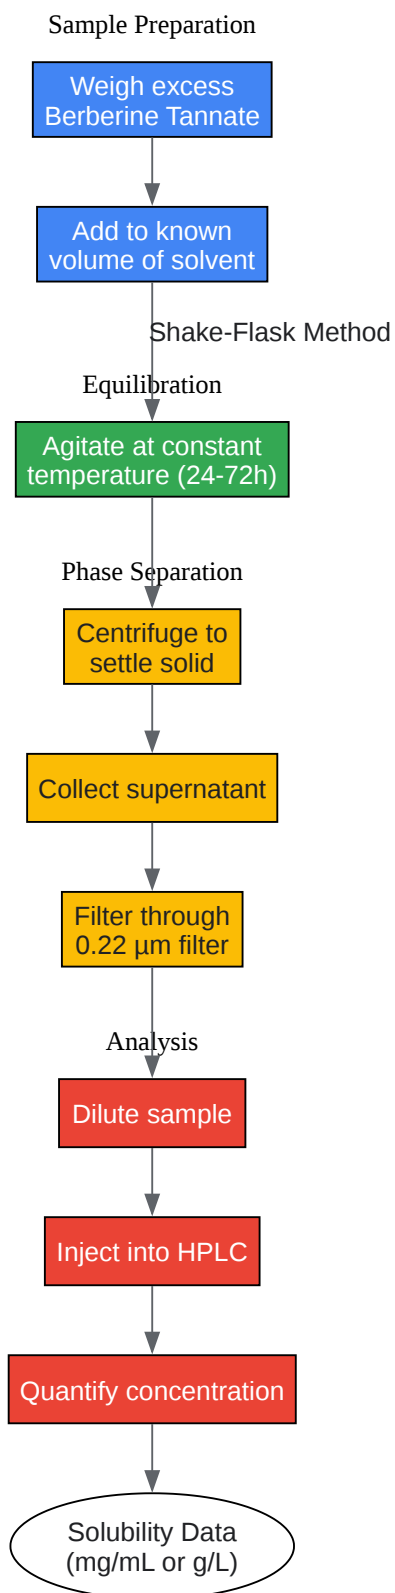 Sample Preparation
Weigh excess
Berberine Tannate
Add to known
volume of solvent
Shake-Flask Method
Equilibration
Agitate at constant
temperature (24-72h)
Phase Separation
Centrifuge to
settle solid
Collect supernatant
Filter through
0.22 µm filter
Analysis
Dilute sample
Inject into HPLC
Quantify concentration
Solubility Data
(mg/mL or g/L)